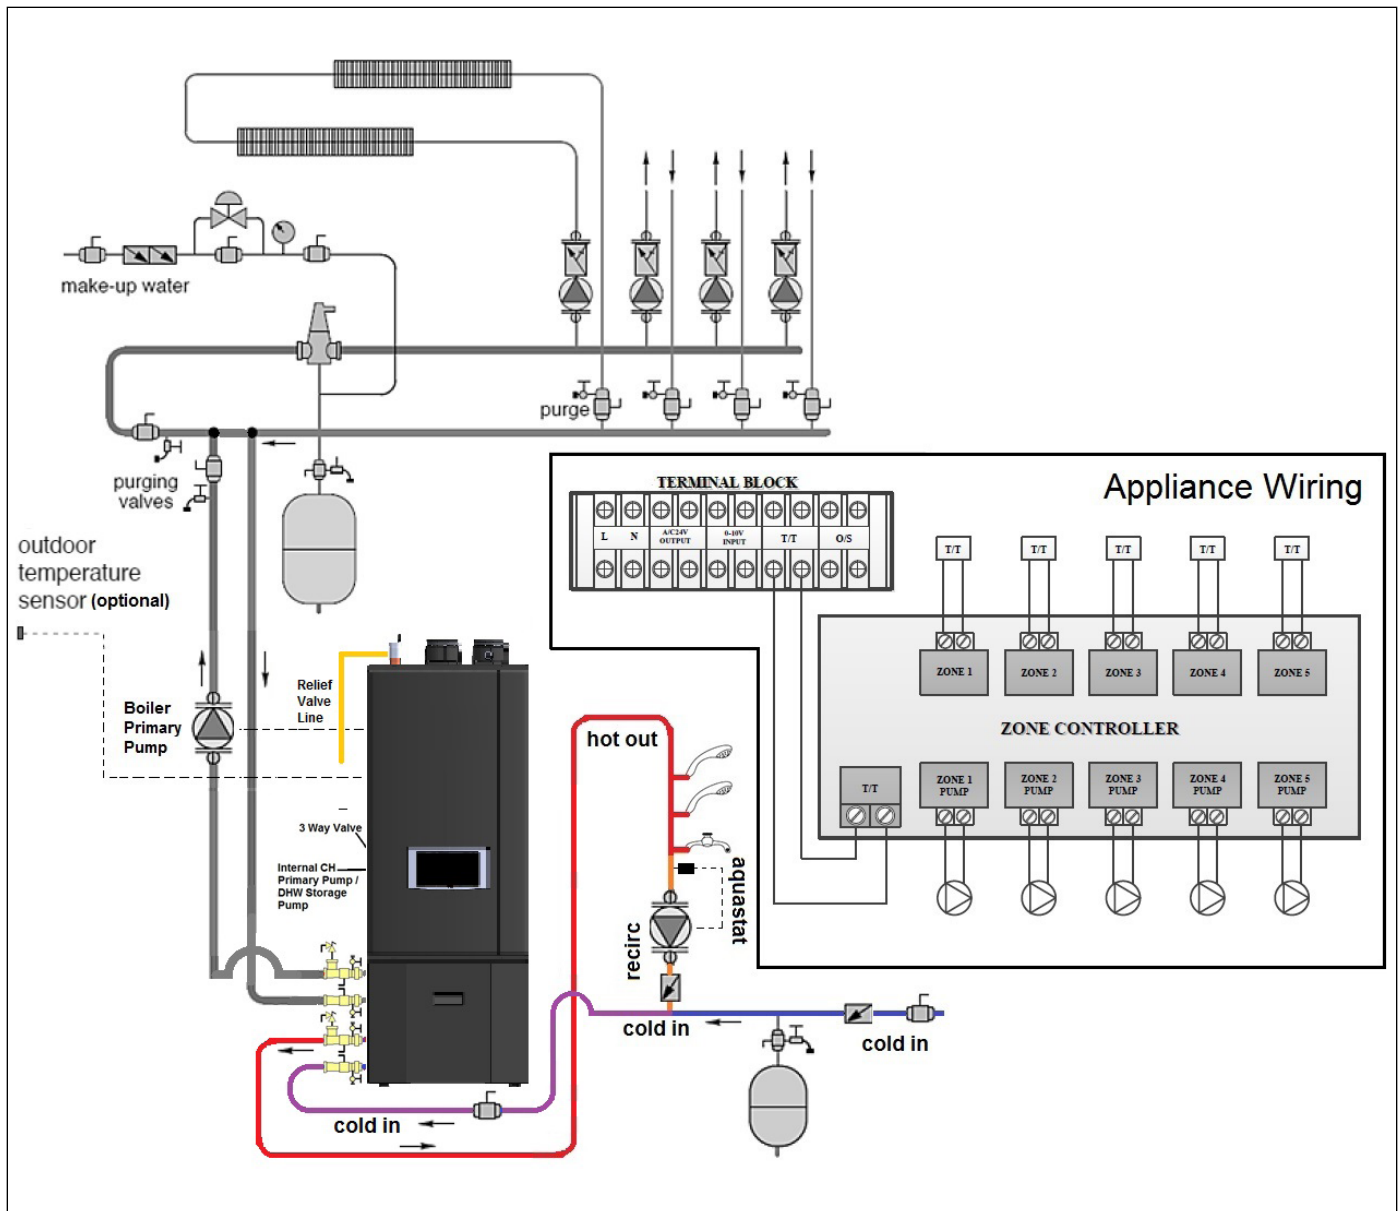 make-up water
purge
purging
valves
outdoor
temperature
sensor (optional)
Boiler
Primary
Pump
Relief
Valve
Line
3 Way Valve
Internal CH
Primary Pump /
DHW Storage
Pump
hot out
aquastat
recirc
cold in
cold in
cold in
Appliance Wiring
TERMINAL BLOCK
L N A/C24V OUTPUT 0-10V INPUT T/T O/S
T/T T/T T/T T/T T/T
ZONE 1 ZONE 2 ZONE 3 ZONE 4 ZONE 5
ZONE CONTROLLER
T/T
ZONE 1 PUMP ZONE 2 PUMP ZONE 3 PUMP ZONE 4 PUMP ZONE 5 PUMP